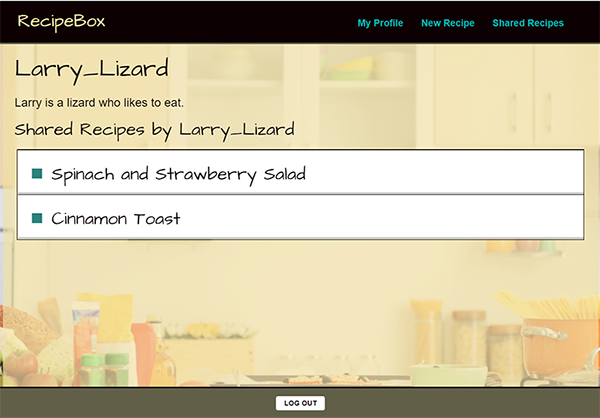 RecipeBox
My Profile New Recipe Shared Recipes
Larry_Lizard
Larry is a lizard who likes to eat.
Shared Recipes by Larry_Lizard
Spinach and Strawberry Salad
Cinnamon Toast
LOG OUT